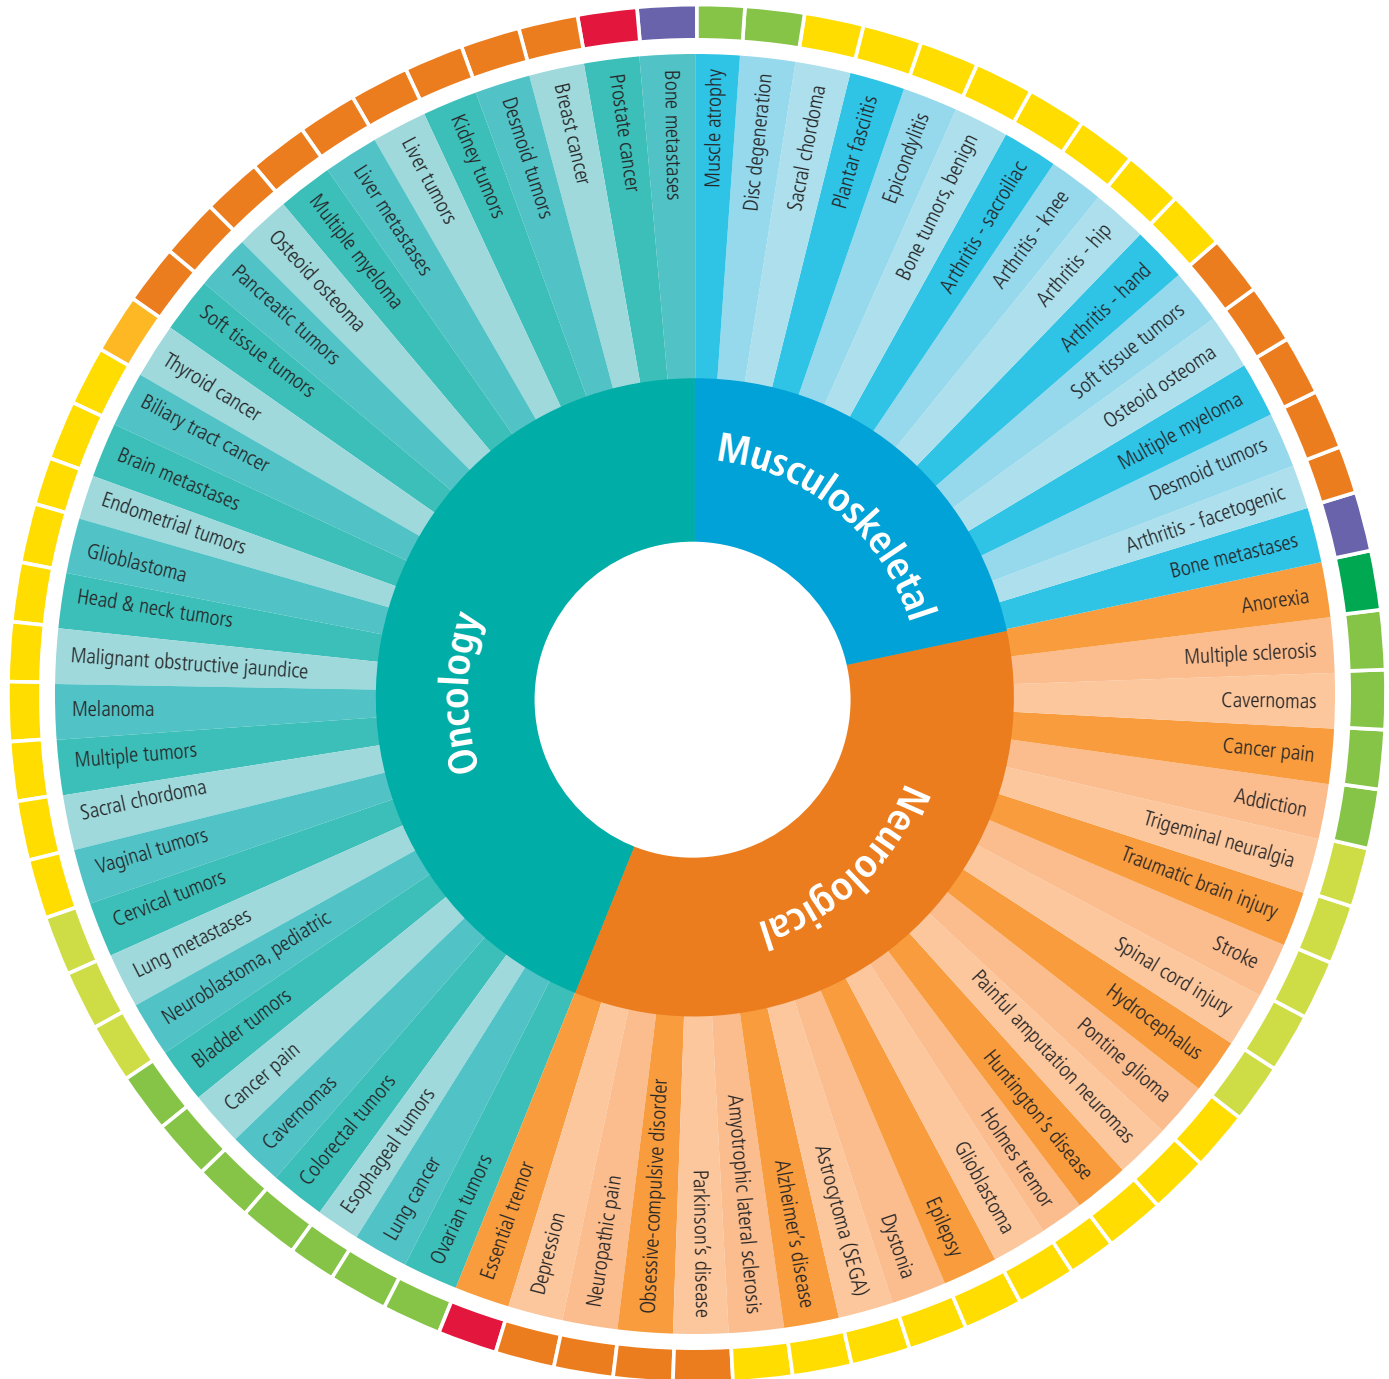 Musculoskeletal
Muscle atrophy
Disc degeneration
Sacral chordoma
Plantar fasciitis
Epicondylitis
Bone tumors, benign
Arthritis - sacroiliac
Arthritis - knee
Arthritis - hip
Arthritis - hand
Soft tissue tumors
Osteoid osteoma
Multiple myeloma
Desmoid tumors
Arthritis - facetogenic
Bone metastases
Neurological
Anorexia
Multiple sclerosis
Cavernomas
Cancer pain
Addiction
Trigeminal neuralgia
Traumatic brain injury
Stroke
Spinal cord injury
Hydrocephalus
Pontine glioma
Painful amputation neuromas
Huntington's disease
Holmes tremor
Glioblastoma
Epilepsy
Dystonia
Astrocytoma (SEGA)
Alzheimer's disease
Amyotrophic lateral sclerosis
Parkinson's disease
Obsessive-compulsive disorder
Neuropathic pain
Depression
Essential tremor
Oncology
Ovarian tumors
Lung cancer
Esophageal tumors
Colorectal tumors
Cavernomas
Cancer pain
Bladder tumors
Neuroblastoma, pediatric
Lung metastases
Cervical tumors
Vaginal tumors
Sacral chordoma
Multiple tumors
Melanoma
Malignant obstructive jaundice
Head & neck tumors
Glioblastoma
Endometrial tumors
Brain metastases
Biliary tract cancer
Thyroid cancer
Soft tissue tumors
Pancreatic tumors
Osteoid osteoma
Multiple myeloma
Liver metastases
Liver tumors
Kidney tumors
Desmoid tumors
Breast cancer
Prostate cancer
Bone metastases